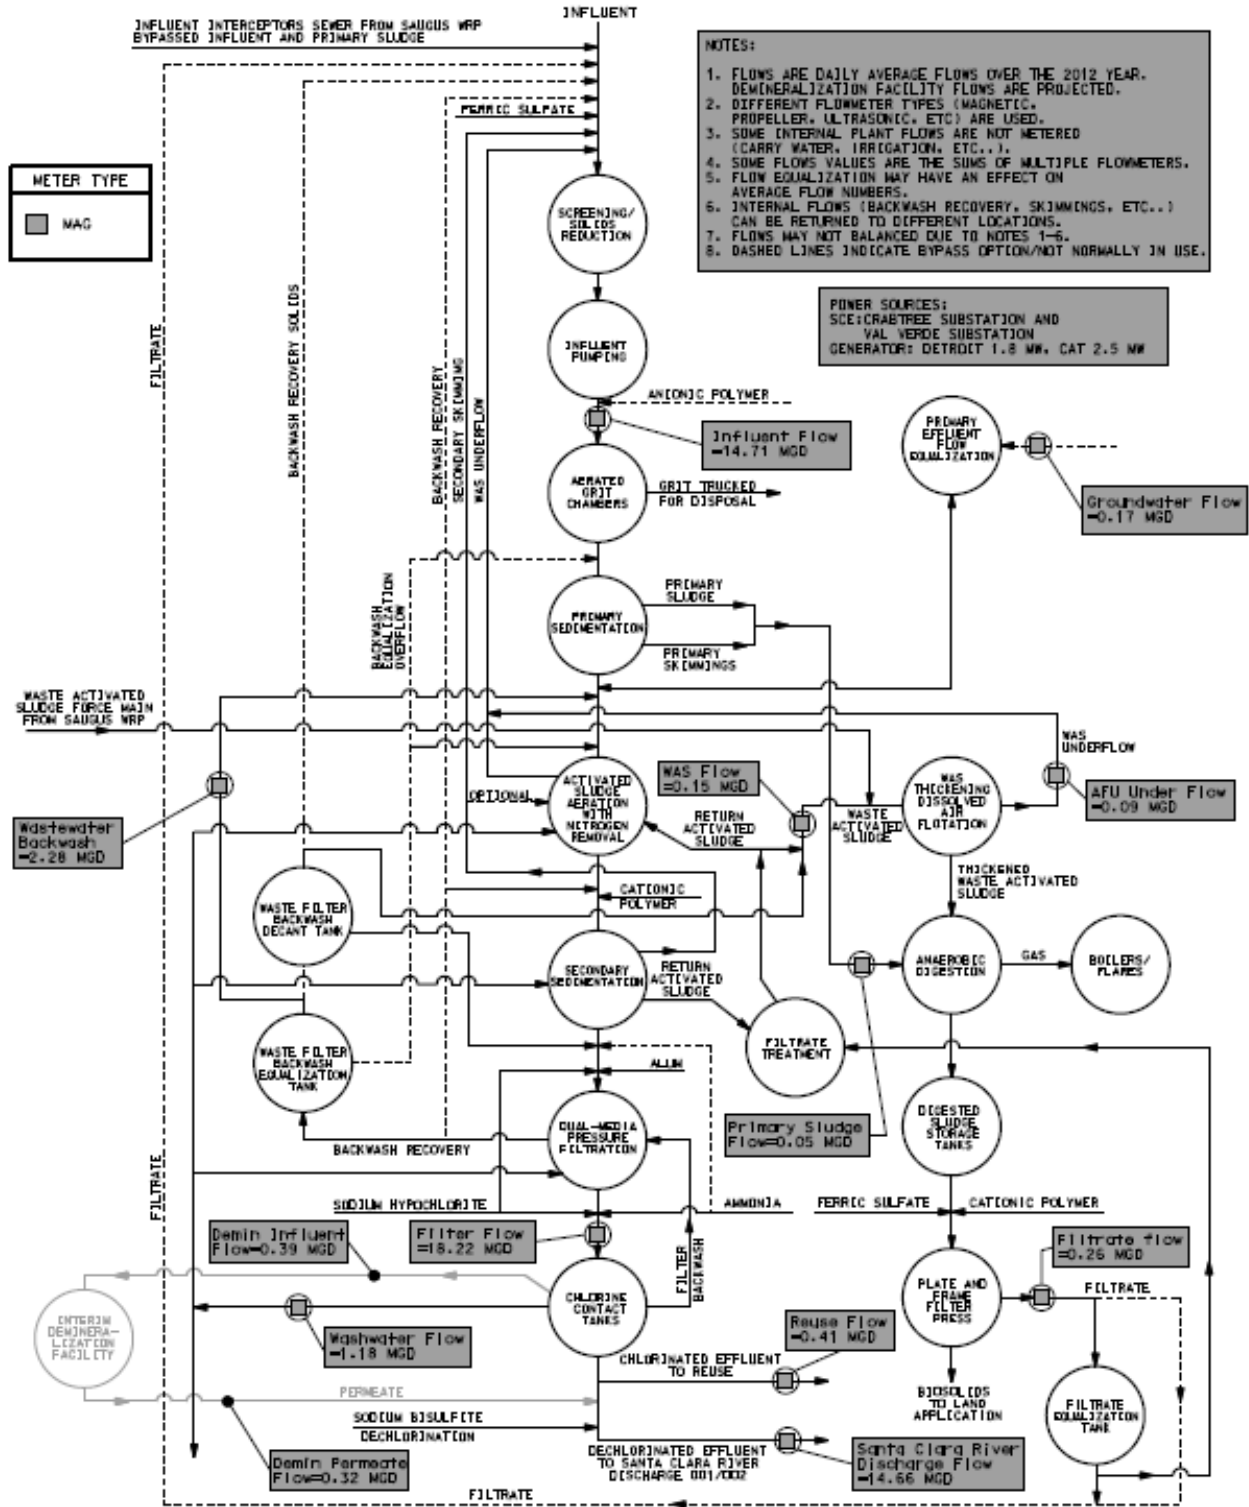 INFLUENT
INFLUENT INTERCEPTORS SEWER FROM SAUGUS WRP
BYPASSED INFLUENT AND PRIMARY SLUDGE
FERRIC SULFATE
NOTES:
1. FLOWS ARE DAILY AVERAGE FLOWS OVER THE 2012 YEAR.
DEMINERALIZATION FACILITY FLOWS ARE PROJECTED.
2. DIFFERENT FLOWMETER TYPES (MAGNETIC.
PROPELLER. ULTRASONIC. ETC) ARE USED.
3. SOME INTERNAL PLANT FLOWS ARE NOT METERED
(CARRY WATER. IRRIGATION. ETC..).
4. SOME FLOWS VALUES ARE THE SUMS OF MULTIPLE FLOWMETERS.
5. FLOW EQUALIZATION MAY HAVE AN EFFECT ON
AVERAGE FLOW NUMBERS.
6. INTERNAL FLOWS (BACKWASH RECOVERY. SKIMMINGS. ETC..)
CAN BE RETURNED TO DIFFERENT LOCATIONS.
7. FLOWS MAY NOT BALANCED DUE TO NOTES 1-6.
8. DASHED LINES INDICATE BYPASS OPTION/NOT NORMALLY IN USE.
METER TYPE
MAG
POWER SOURCES:
SCE:CRABTREE SUBSTATION AND
VAL VERDE SUBSTATION
GENERATOR: DETROIT 1.8 MW. CAT 2.5 MW
SCREENING/
SOLIDS
REDUCTION
INFLUENT
PUMPING
FILTRATE
BACKWASH RECOVERY SOLIDS
BACKWASH RECOVERY
SECONDARY SKIMMING
WAS UNDERFLOW
ANIONIC POLYMER
Influent Flow
=14.71 MGD
PRIMARY
EFFLUENT
FLOW
EQUALIZATION
Groundwater Flow
=0.17 MGD
AERATED
GRIT
CHAMBERS
GRIT TRUCKED
FOR DISPOSAL
BACKWASH
EQUALIZATION
OVERFLOW
PRIMARY
SEDIMENTATION
PRIMARY
SLUDGE
PRIMARY
SKIMMINGS
WASTE ACTIVATED
SLUDGE FORCE MAIN
FROM SAUGUS WRP
WAS
UNDERFLOW
WAS Flow
=0.15 MGD
ACTIVATED
SLUDGE
AERATION
WITH
NITROGEN
REMOVAL
OPTIONAL
RETURN
ACTIVATED
SLUDGE
WASTE
ACTIVATED
SLUDGE
WAS
THICKENING
DISSOLVED
AIR
FLOTATION
AFU Under Flow
=0.09 MGD
Wastewater
Backwash
=2.28 MGD
THICKENED
WASTE ACTIVATED
SLUDGE
CATIONIC
POLYMER
WASTE FILTER
BACKWASH
DECANT TANK
SECONDARY
SEDIMENTATION
RETURN
ACTIVATED
SLUDGE
ANAEROBIC
DIGESTION
GAS
BOILERS/
FLARES
WASTE FILTER
BACKWASH
EQUALIZATION
TANK
FILTRATE
TREATMENT
ALUM
DUAL-MEDIA
PRESSURE
FILTRATION
BACKWASH RECOVERY
Primary Sludge
Flow=0.05 MGD
DIGESTED
SLUDGE
STORAGE
TANKS
FILTRATE
SODIUM HYPOCHLORITE
AMMONIA
FERRIC SULFATE
CATIONIC POLYMER
Demin Influent
Flow=0.39 MGD
Filter Flow
=18.22 MGD
FILTER
BACKWASH
Filtrate flow
=0.26 MGD
FILTRATE
CHLORINE
CONTACT
TANKS
PLATE AND
FRAME
FILTER
PRESS
INTERIM
DEMINERA-
LIZATION
FACILITY
Washwater Flow
=1.18 MGD
Reuse Flow
=0.41 MGD
CHLORINATED EFFLUENT
TO REUSE
PERMEATE
BIOSOLIDS
TO LAND
APPLICATION
FILTRATE
EQUALIZATION
TANK
SODIUM BISULFITE
DECHLORINATION
DECHLORINATED EFFLUENT
TO SANTA CLARA RIVER
DISCHARGE 001/002
Santa Clara River
Discharge Flow
=14.66 MGD
Demin Permeate
Flow=0.32 MGD
FILTRATE